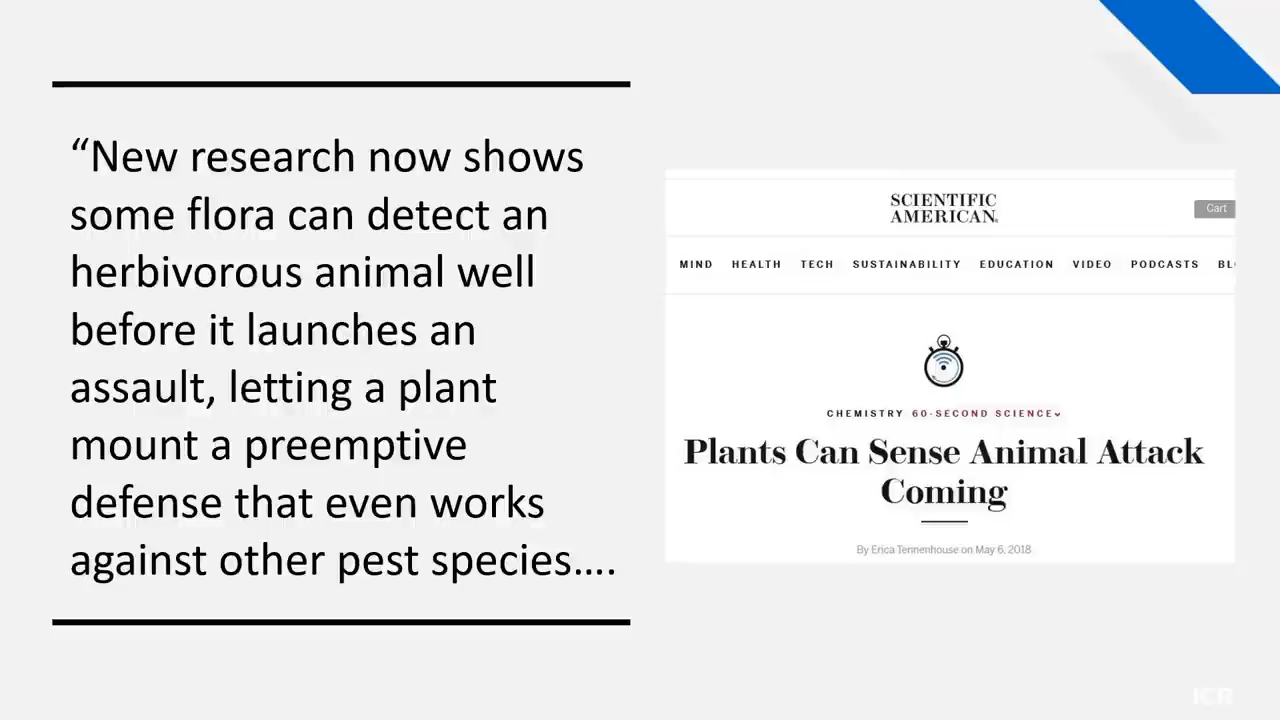 “New research now shows
some flora can detect an
herbivorous animal well
before it launches an
assault, letting a plant
mount a preemptive
defense that even works
against other pest species....
SCIENTIFIC
AMERICAN®
Cart
MIND HEALTH TECH SUSTAINABILITY EDUCATION VIDEO PODCASTS
CHEMISTRY 60-SECOND SCIENCE
Plants Can Sense Animal Attack
Coming
By Erica Tennenhouse on May 6, 2018
ICR